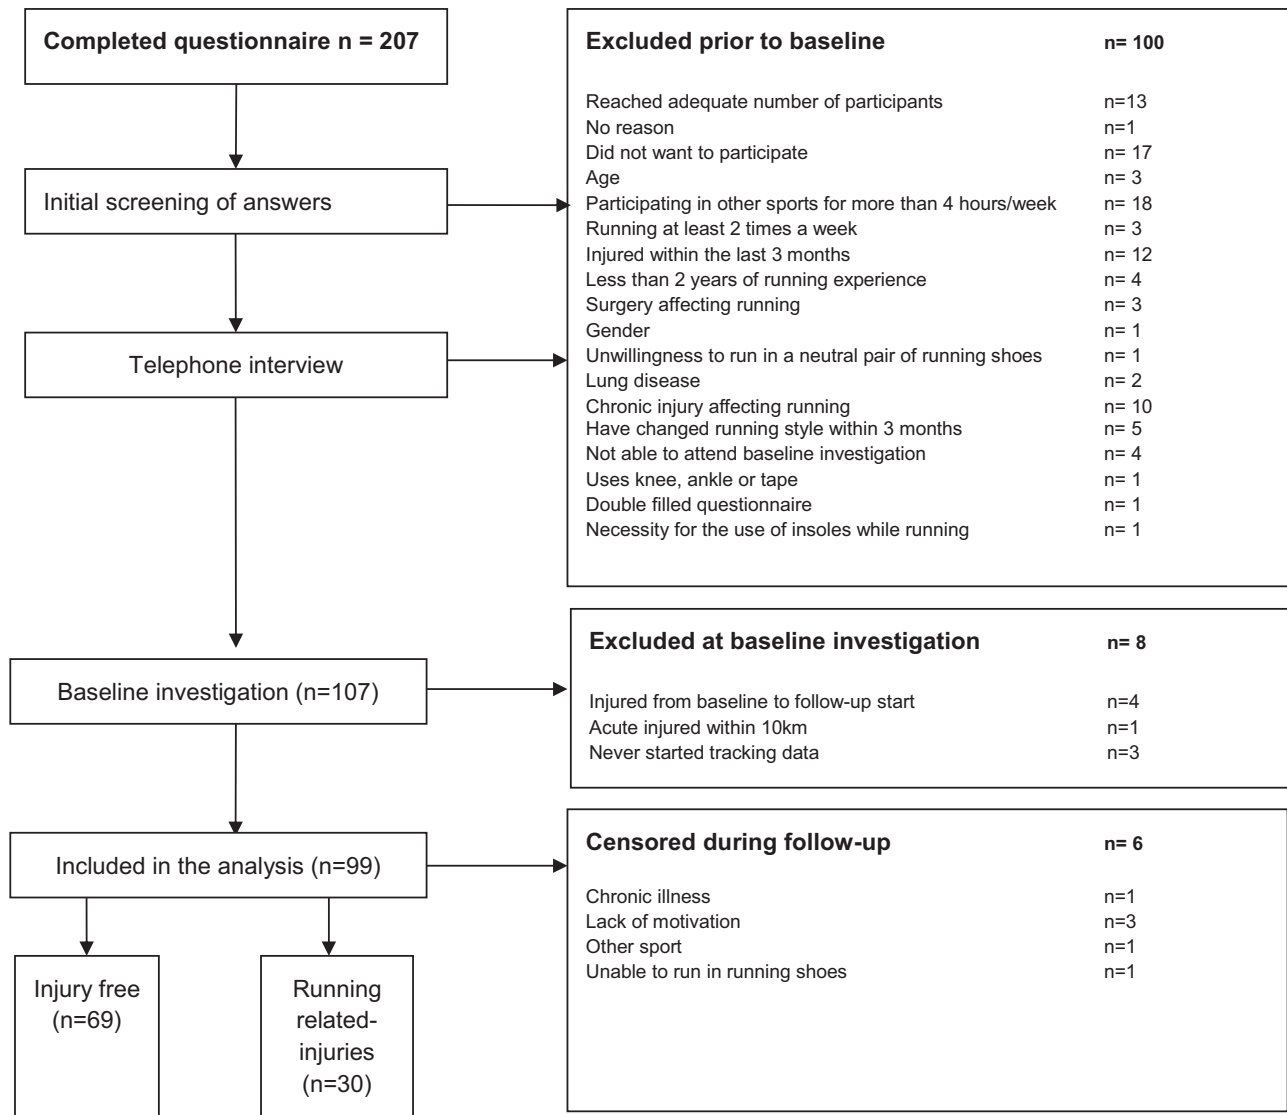 Completed questionnaire n = 207
Excluded prior to baseline n= 100
Reached adequate number of participants n=13
No reason n=1
Did not want to participate n= 17
Age n= 3
Participating in other sports for more than 4 hours/week n= 18
Running at least 2 times a week n= 3
Injured within the last 3 months n= 12
Less than 2 years of running experience n= 4
Surgery affecting running n= 3
Gender n= 1
Unwillingness to run in a neutral pair of running shoes n= 1
Lung disease n= 2
Chronic injury affecting running n= 10
Have changed running style within 3 months n= 5
Not able to attend baseline investigation n= 4
Uses knee, ankle or tape n= 1
Double filled questionnaire n= 1
Necessity for the use of insoles while running n= 1
Initial screening of answers
Telephone interview
Baseline investigation (n=107)
Excluded at baseline investigation n= 8
Injured from baseline to follow-up start n=4
Acute injured within 10km n=1
Never started tracking data n=3
Included in the analysis (n=99)
Censored during follow-up n= 6
Chronic illness n=1
Lack of motivation n=3
Other sport n=1
Unable to run in running shoes n=1
Injury free
(n=69)
Running
related-
injuries
(n=30)